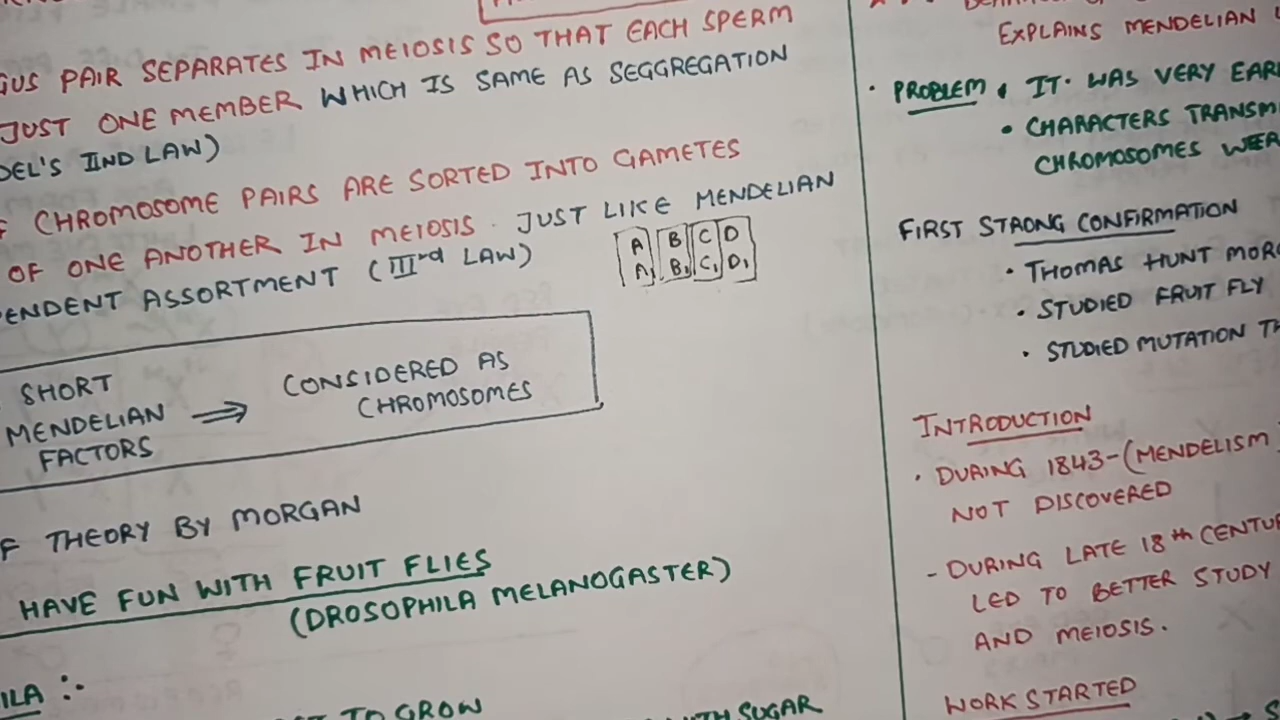 GUS PAIR SEPARATES IN MEIOSIS SO THAT EACH SPERM
JUST ONE MEMBER WHICH IS SAME AS SEGGREGATION
DEL'S IIND LAW)
F CHROMOSOME PAIRS ARE SORTED INTO GAMETES
OF ONE ANOTHER IN MEIOSIS. JUST LIKE MENDELIAN
ENDENT ASSORTMENT (IIIrd LAW)
A B C D
A1 B1 C1 D1
SHORT
MENDELIAN ⇒ CONSIDERED AS
FACTORS CHROMOSOMES
F THEORY BY MORGAN
HAVE FUN WITH FRUIT FLIES
(DROSOPHILA MELANOGASTER)
ILA :-
TO GROW
WITH SUGAR
EXPLAINS MENDELIAN
• PROBLEM • IT WAS VERY EAR
• CHARACTERS TRANSM
CHROMOSOMES WERE
FIRST STRONG CONFIRMATION
• THOMAS HUNT MOR
• STUDIED FRUIT FLY
• STUDIED MUTATION TH
INTRODUCTION
• DURING 1843-(MENDELISM
NOT DISCOVERED
- DURING LATE 18th CENTU
LED TO BETTER STUDY
AND MEIOSIS.
WORK STARTED